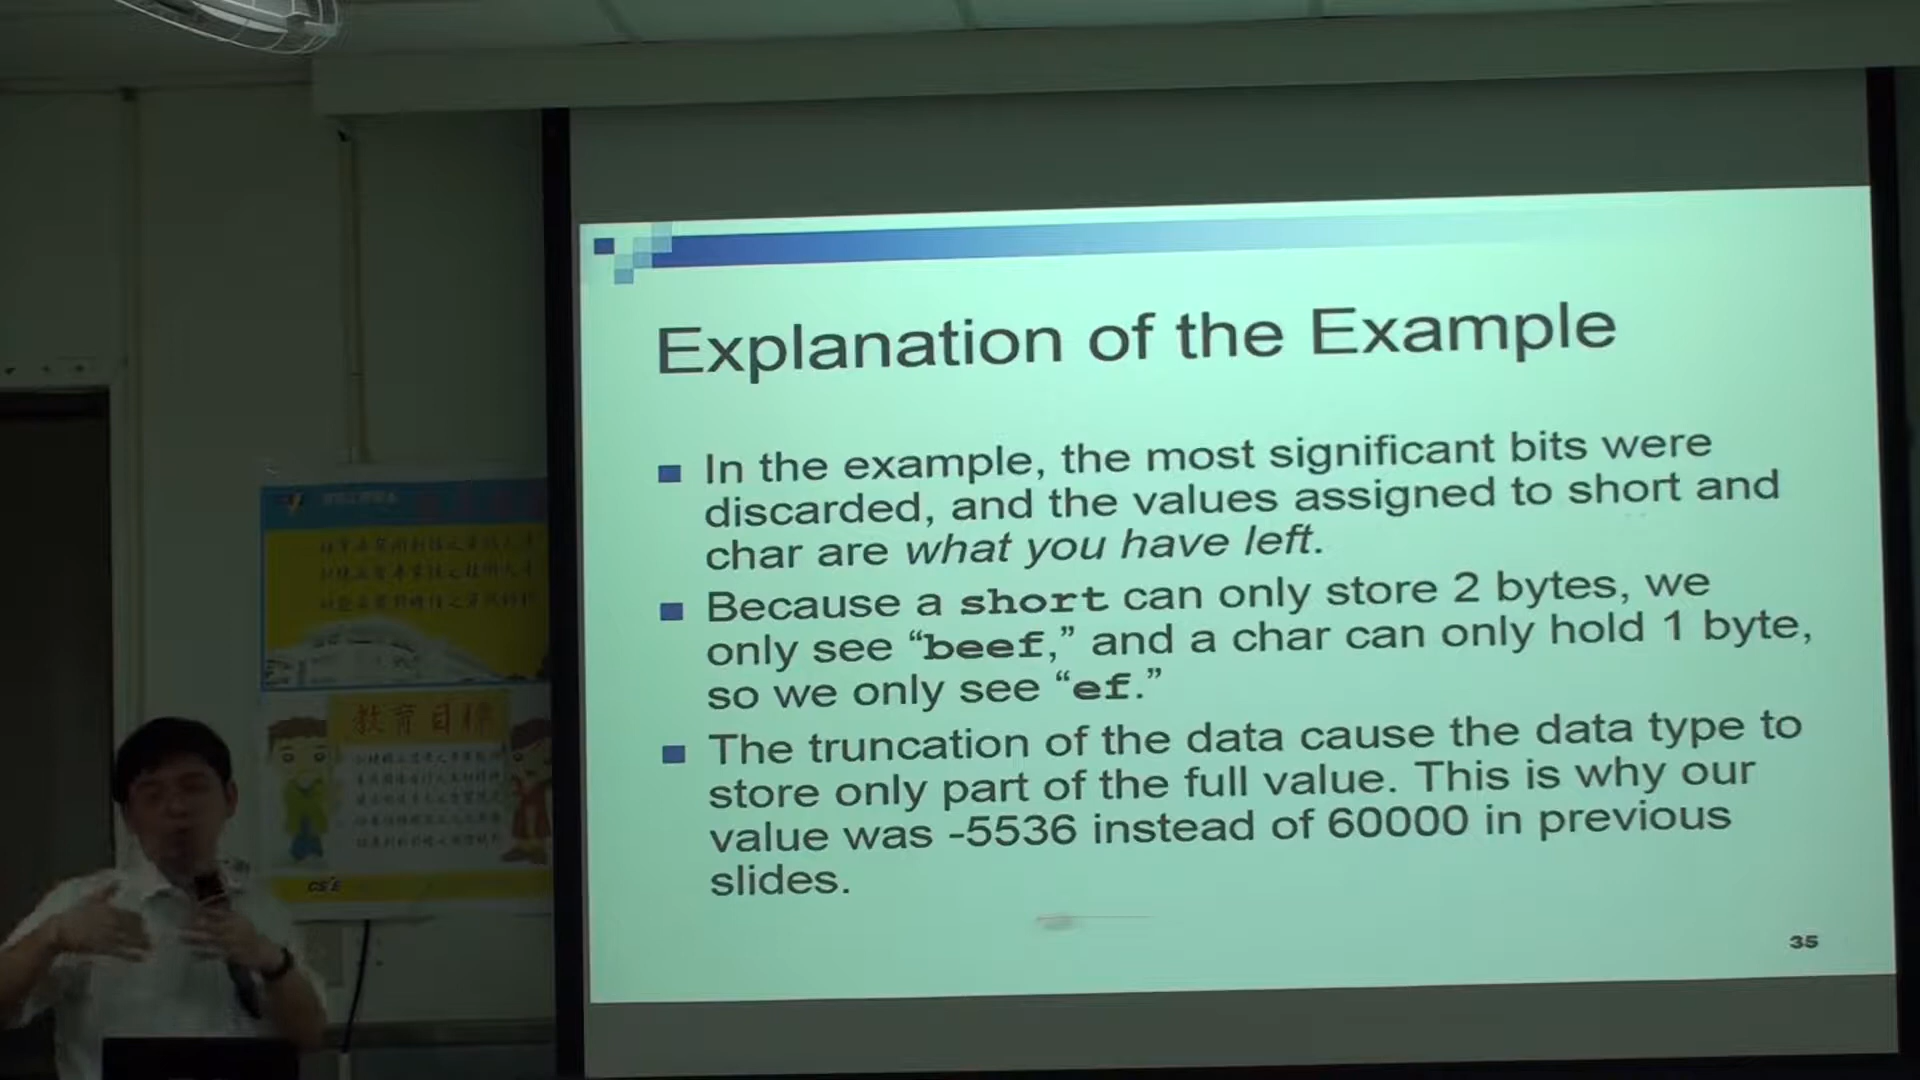 Explanation of the Example
In the example, the most significant bits were
discarded, and the values assigned to short and
char are what you have left.
Because a short can only store 2 bytes, we
only see “beef,” and a char can only hold 1 byte,
so we only see “ef.”
The truncation of the data cause the data type to
store only part of the full value. This is why our
value was -5536 instead of 60000 in previous
slides.
35
教育目標
CSIE